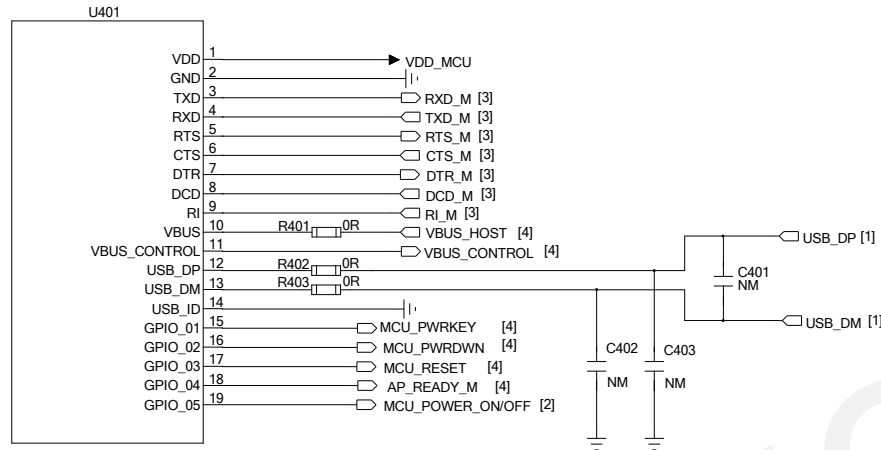 U401
VDD 1 VDD_MCU
GND 2
TXD 3 RXD_M [3]
RXD 4 TXD_M [3]
RTS 5 RTS_M [3]
CTS 6 CTS_M [3]
DTR 7 DTR_M [3]
DCD 8 DCD_M [3]
RI 9 RI_M [3]
VBUS 10 R401 0R VBUS_HOST [4]
VBUS_CONTROL 11 VBUS_CONTROL [4]
USB_DP 12 R402 0R
USB_DM 13 R403 0R
USB_ID 14
GPIO_01 15 MCU_PWRKEY [4]
GPIO_02 16 MCU_PWRDWN [4]
GPIO_03 17 MCU_RESET [4]
GPIO_04 18 AP_READY_M [4]
GPIO_05 19 MCU_POWER_ON/OFF [2]
USB_DP [1]
C401
NM
USB_DM [1]
C402
NM
C403
NM